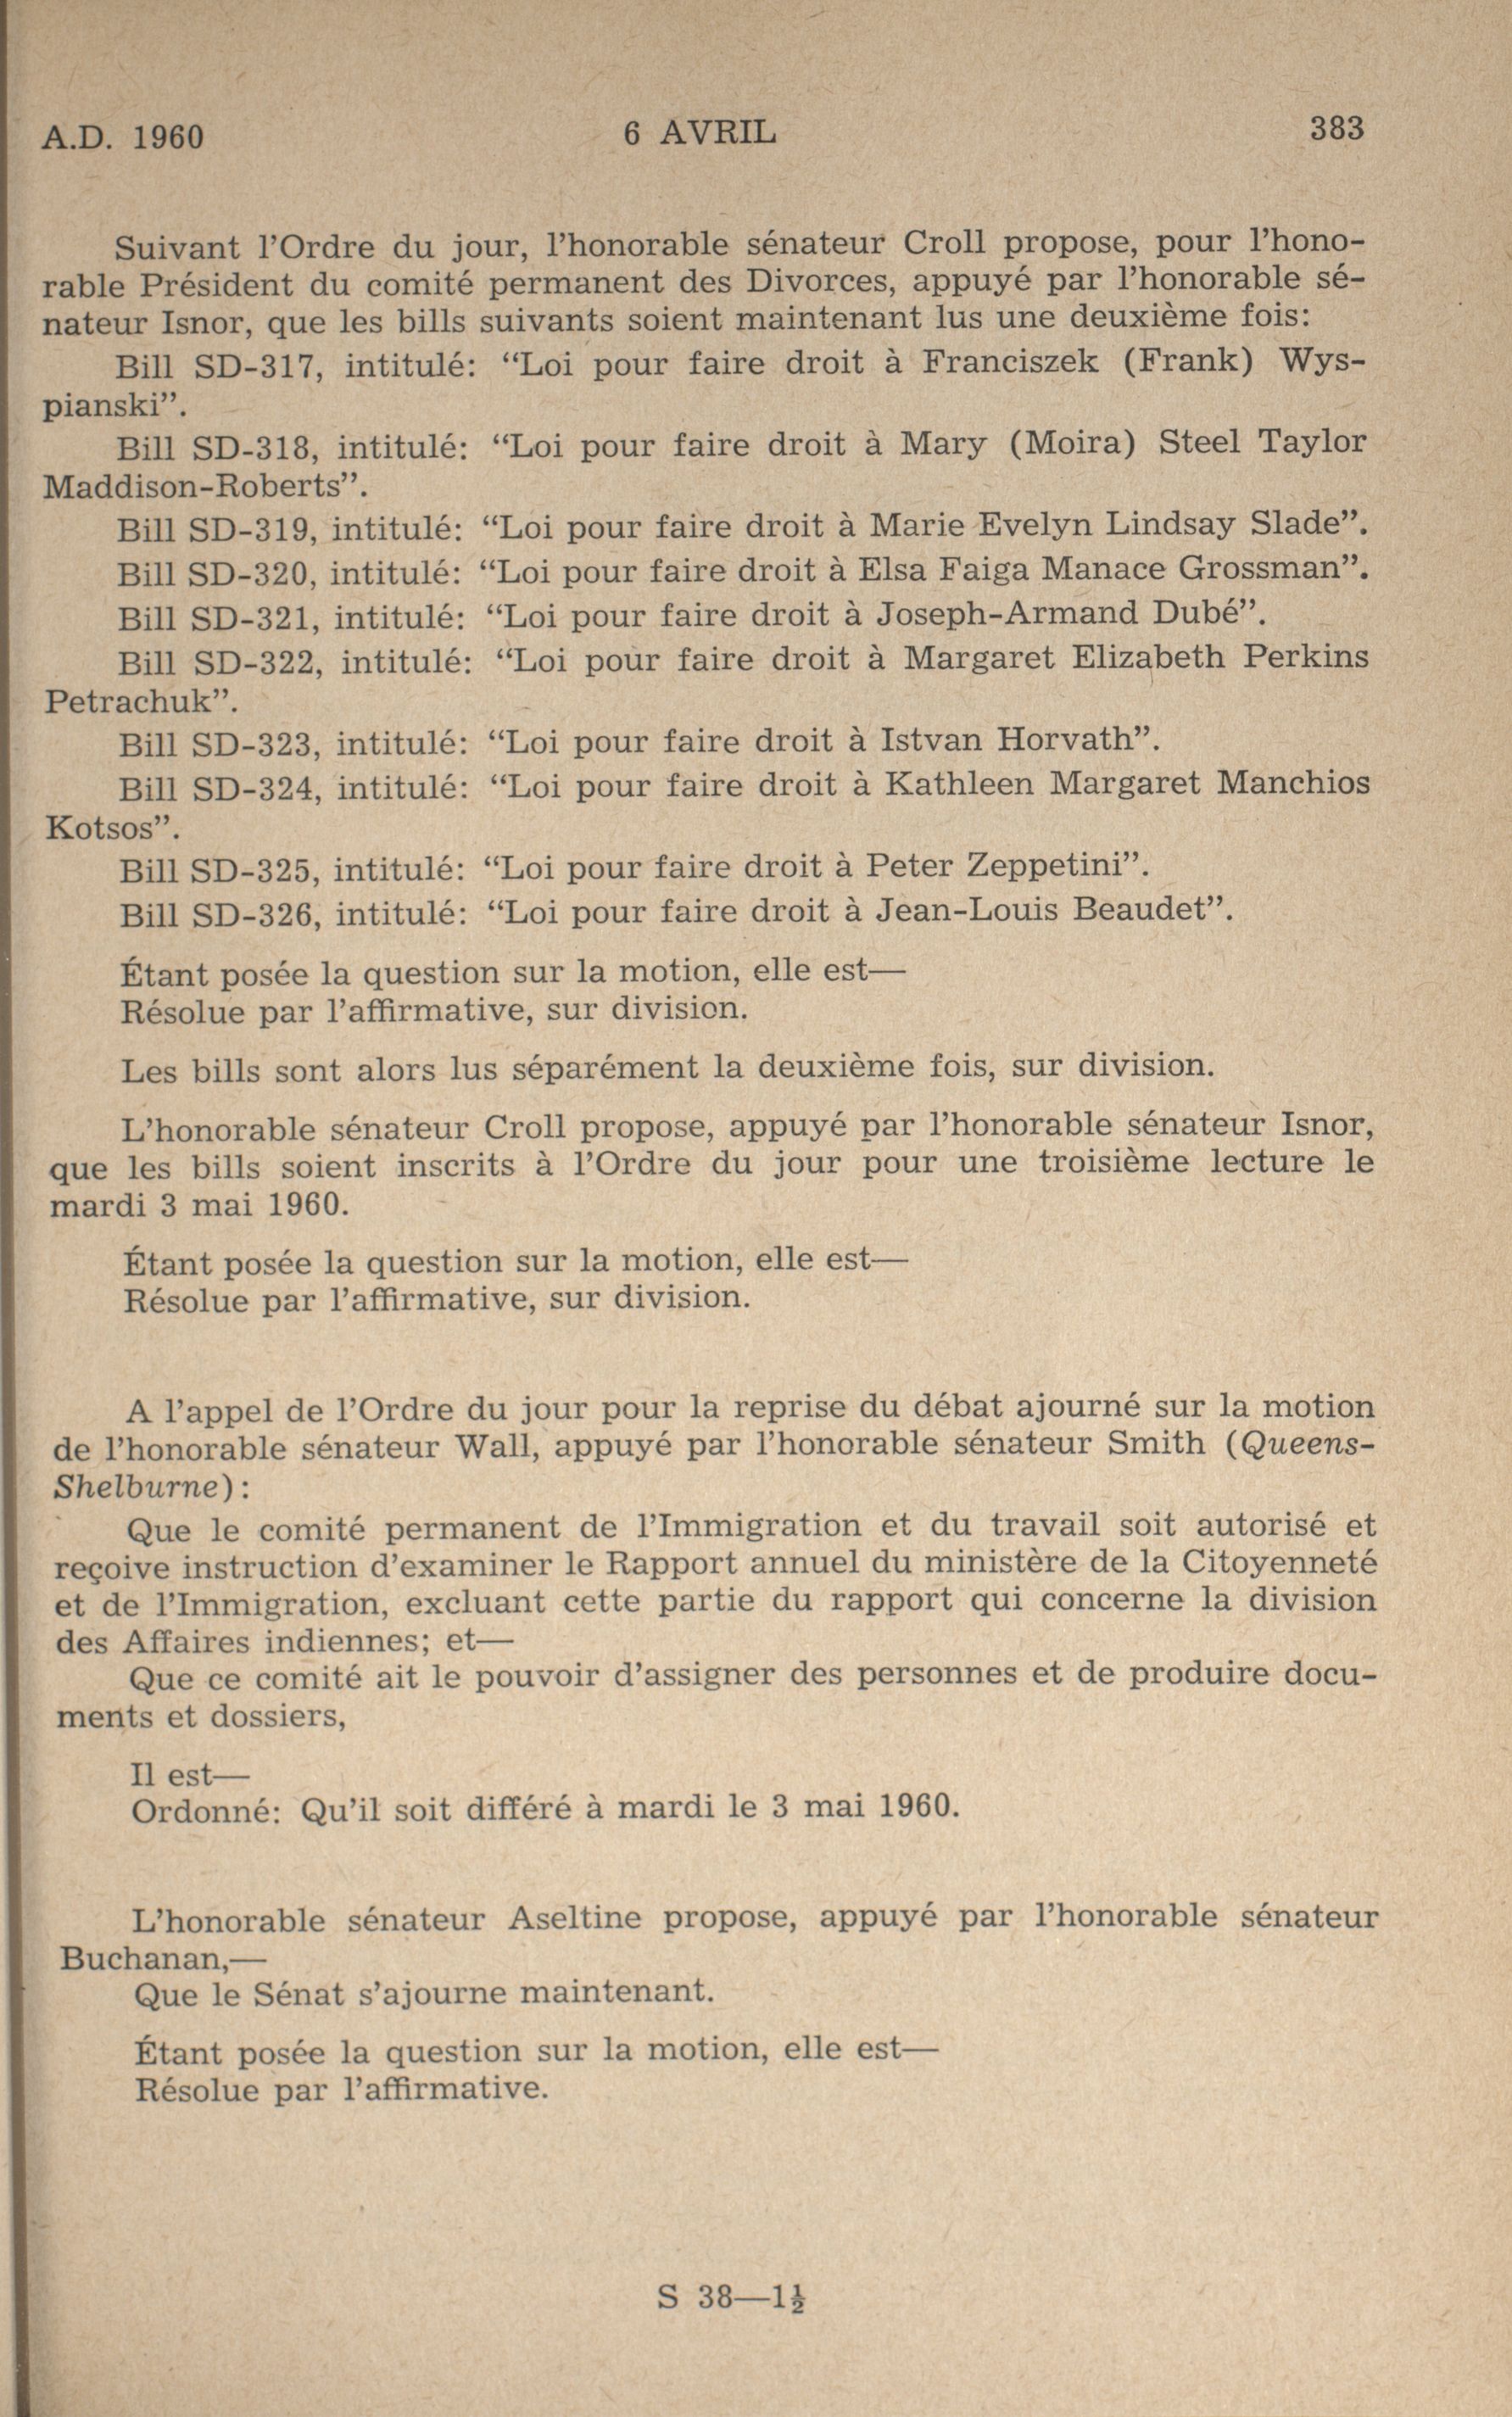 A.D. 1960 6 AVRIL 383
Suivant l'Ordre du jour, l'honorable sénateur Croll propose, pour l'hono-
rable Président du comité permanent des Divorces, appuyé par l'honorable sé-
nateur Isnor, que les bills suivants soient maintenant lus une deuxième fois:
Bill SD-317, intitulé: “Loi pour faire droit à Franciszek (Frank) Wys-
pianski”.
Bill SD-318, intitulé: “Loi pour faire droit à Mary (Moira) Steel Taylor
Maddison-Roberts”.
Bill SD-319, intitulé: “Loi pour faire droit à Marie Evelyn Lindsay Slade”.
Bill SD-320, intitulé: “Loi pour faire droit à Elsa Faiga Manace Grossman”.
Bill SD-321, intitulé: “Loi pour faire droit à Joseph-Armand Dubé”.
Bill SD-322, intitulé: “Loi pour faire droit à Margaret Elizabeth Perkins
Petrachuk”.
Bill SD-323, intitulé: “Loi pour faire droit à Istvan Horvath”.
Bill SD-324, intitulé: “Loi pour faire droit à Kathleen Margaret Manchios
Kotsos”.
Bill SD-325, intitulé: “Loi pour faire droit à Peter Zeppetini”.
Bill SD-326, intitulé: “Loi pour faire droit à Jean-Louis Beaudet”.
Étant posée la question sur la motion, elle est—
Résolue par l'affirmative, sur division.
Les bills sont alors lus séparément la deuxième fois, sur division.
L'honorable sénateur Croll propose, appuyé par l'honorable sénateur Isnor,
que les bills soient inscrits à l'Ordre du jour pour une troisième lecture le
mardi 3 mai 1960.
Étant posée la question sur la motion, elle est—
Résolue par l'affirmative, sur division.
A l'appel de l'Ordre du jour pour la reprise du débat ajourné sur la motion
de l'honorable sénateur Wall, appuyé par l'honorable sénateur Smith (Queens-
Shelburne):
Que le comité permanent de l'Immigration et du travail soit autorisé et
reçoive instruction d'examiner le Rapport annuel du ministère de la Citoyenneté
et de l'Immigration, excluant cette partie du rapport qui concerne la division
des Affaires indiennes; et—
Que ce comité ait le pouvoir d'assigner des personnes et de produire docu-
ments et dossiers,
Il est—
Ordonné: Qu'il soit différé à mardi le 3 mai 1960.
L'honorable sénateur Aseltine propose, appuyé par l'honorable sénateur
Buchanan,—
Que le Sénat s'ajourne maintenant.
Étant posée la question sur la motion, elle est—
Résolue par l'affirmative.
S 38—1½